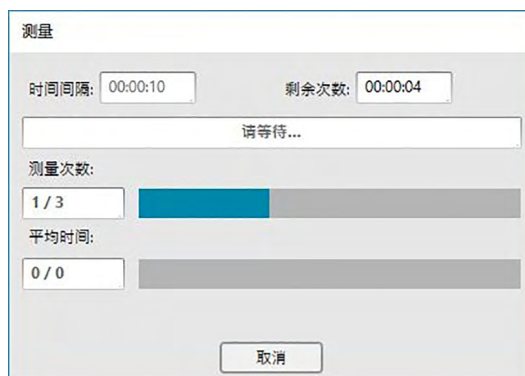 测量
时间间隔: 00:00:10 剩余次数: 00:00:04
请等待...
测量次数:
1 / 3
平均时间:
0 / 0
取消